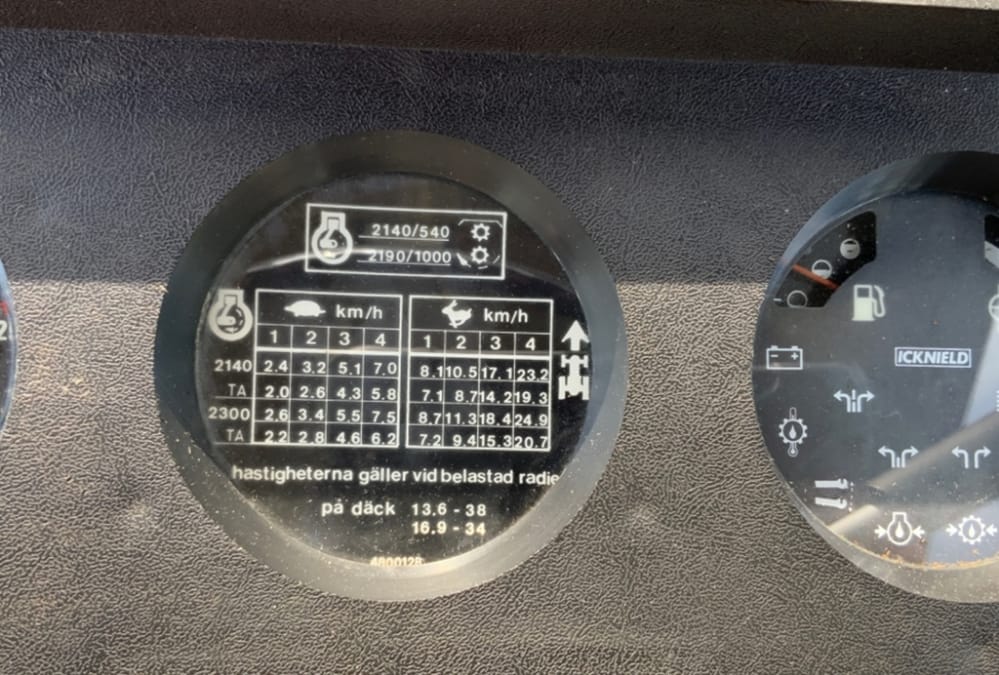 2140/540
2190/1000
km/h km/h
1 2 3 4 1 2 3 4
2140 2.4 3.2 5.1 7.0 8.1 10.5 17.1 23.2
TA 2.0 2.6 4.3 5.8 7.1 8.7 14.2 19.3
2300 2.6 3.4 5.5 7.5 8.7 11.3 18.4 24.9
TA 2.2 2.8 4.6 6.2 7.2 9.4 15.3 20.7
hastigheterna gäller vid belastad radie
på däck 13.6 - 38
16.9 - 34
4800128
ICKNIELD
2